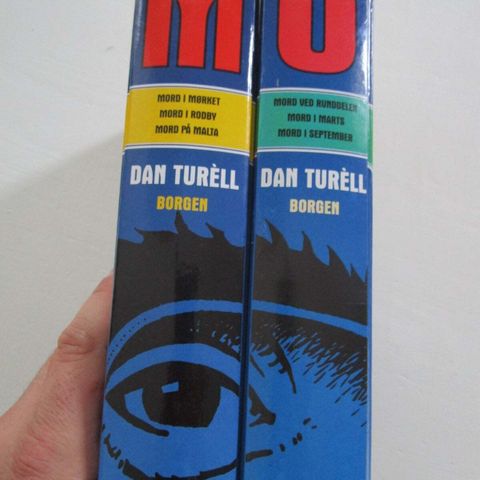 M
MORD I MØRKET
MORD I RODBY
MORD PÅ MALTA
DAN TURÈLL
BORGEN
O
MORD VED RUNDDELEN
MORD I MARTS
MORD I SEPTEMBER
DAN TURÈLL
BORGEN